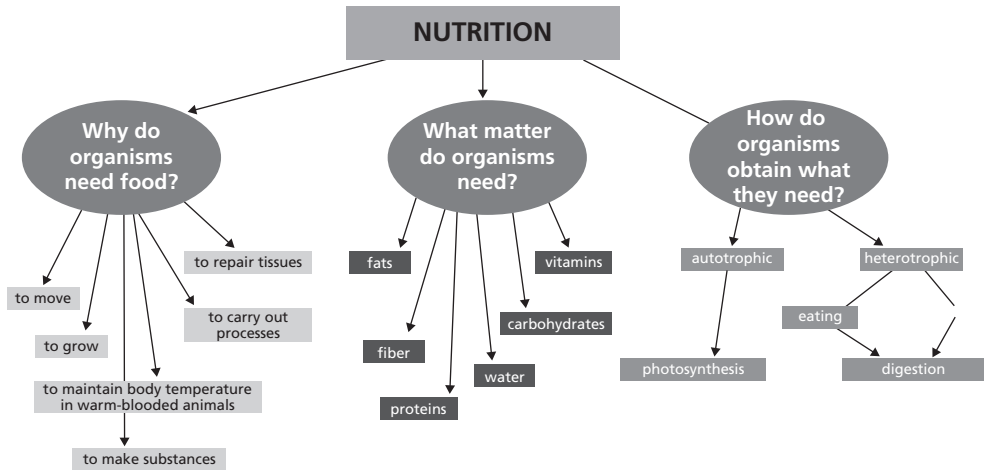 NUTRITION
Why do
organisms
need food?
to move
to grow
to maintain body temperature
in warm-blooded animals
to make substances
to carry out
processes
to repair tissues
What matter
do organisms
need?
fats
fiber
proteins
water
carbohydrates
vitamins
How do
organisms
obtain what
they need?
autotrophic
photosynthesis
heterotrophic
eating
digestion